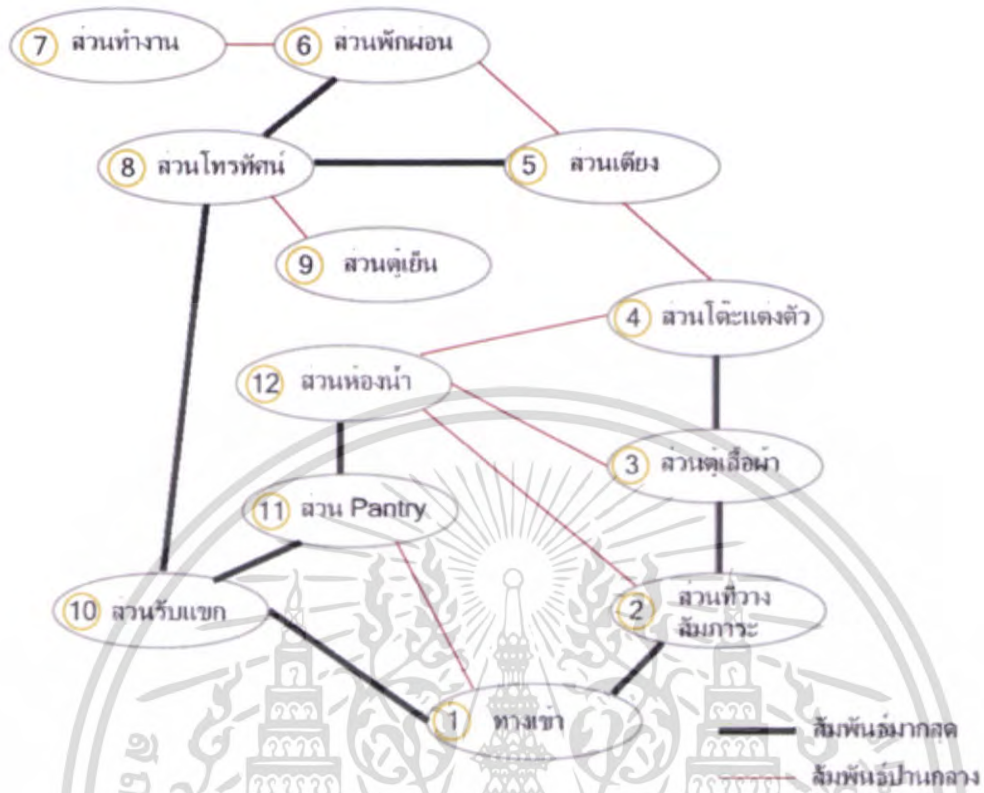 7 ส่วนทำงาน
6 ส่วนพักผ่อน
8 ส่วนโทรทัศน์
5 ส่วนเตียง
9 ส่วนตู้เย็น
4 ส่วนโต๊ะแต่งตัว
12 ส่วนห้องน้ำ
3 ส่วนตู้เสื้อผ้า
11 ส่วน Pantry
10 ส่วนรับแขก
2 ส่วนที่วาง
สัมภาระ
1 ทางเข้า
สัมพันธ์มากสุด
สัมพันธ์ปานกลาง